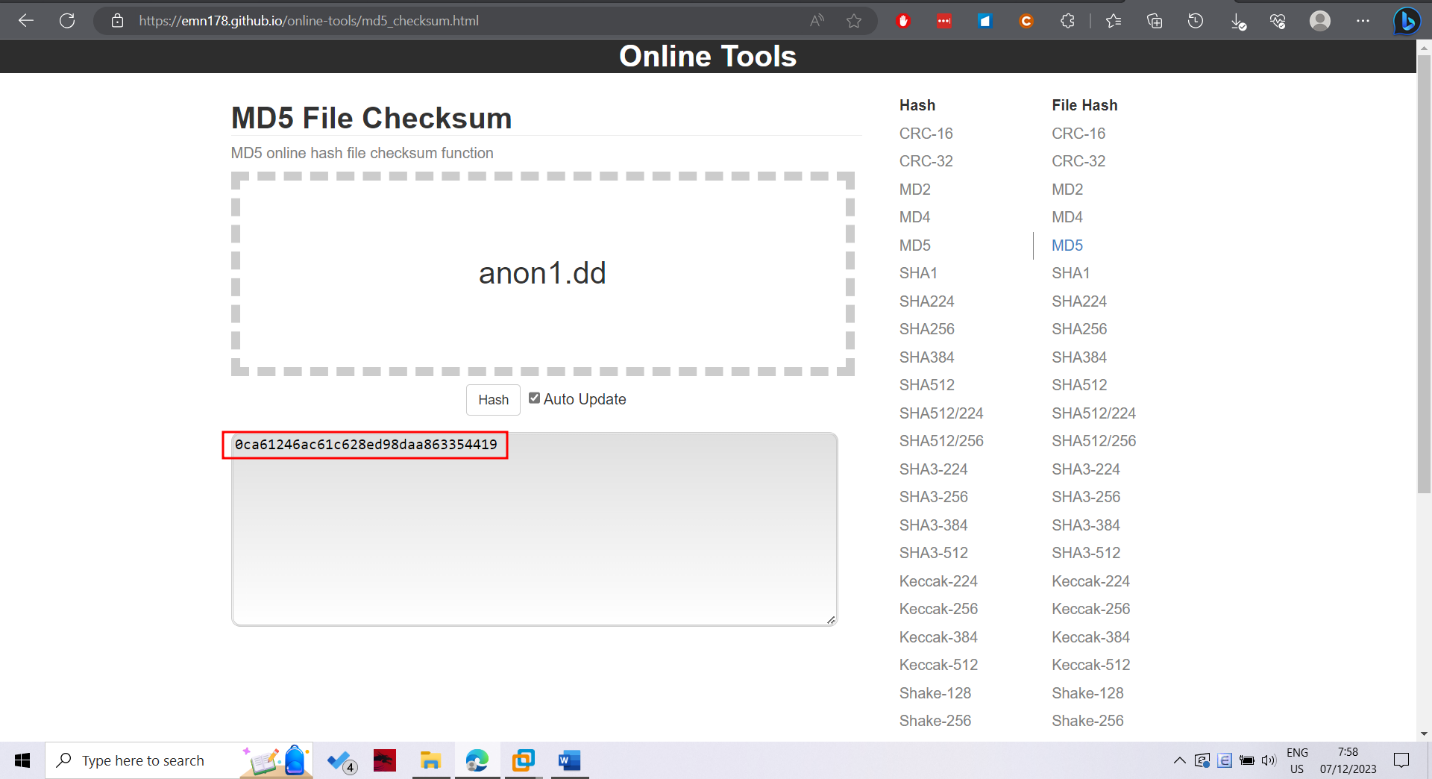 https://emn178.github.io/online-tools/md5_checksum.html
Online Tools
MD5 File Checksum
MD5 online hash file checksum function
anon1.dd
Hash Auto Update
0ca61246ac61c628ed98daa863354419
Hash
CRC-16
CRC-32
MD2
MD4
MD5
SHA1
SHA224
SHA256
SHA384
SHA512
SHA512/224
SHA512/256
SHA3-224
SHA3-256
SHA3-384
SHA3-512
Keccak-224
Keccak-256
Keccak-384
Keccak-512
Shake-128
Shake-256
File Hash
CRC-16
CRC-32
MD2
MD4
MD5
SHA1
SHA224
SHA256
SHA384
SHA512
SHA512/224
SHA512/256
SHA3-224
SHA3-256
SHA3-384
SHA3-512
Keccak-224
Keccak-256
Keccak-384
Keccak-512
Shake-128
Shake-256
Type here to search
4
ENG
US
7:58
07/12/2023